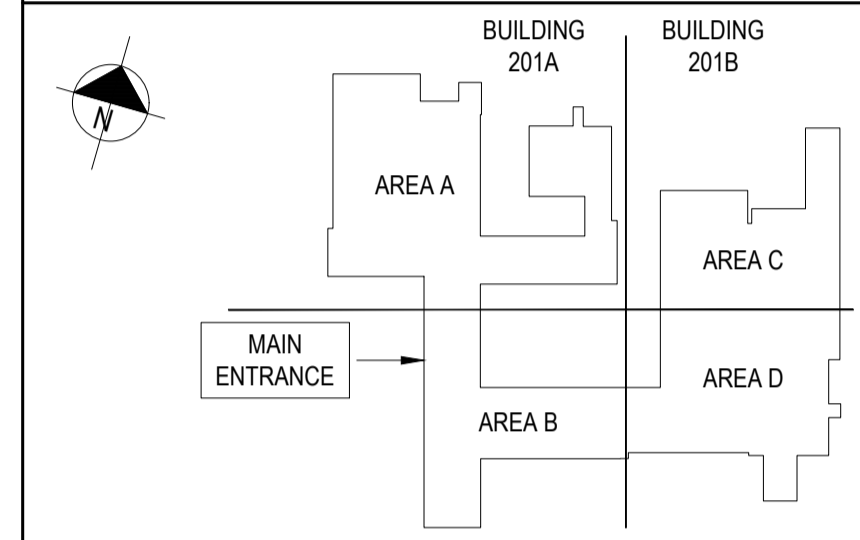 BUILDING
201A
BUILDING
201B
N
AREA A
AREA C
MAIN
ENTRANCE
AREA D
AREA B